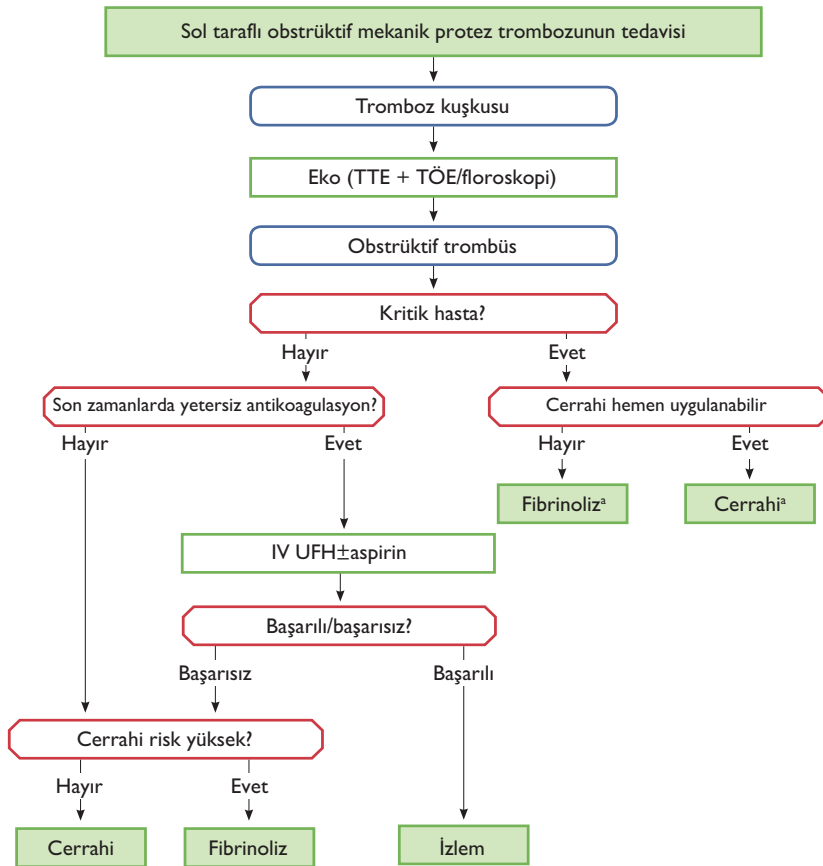 Sol taraflı obstrüktif mekanik protez trombozunun tedavisi
Tromboz kuşkusu
Eko (TTE + TÖE/floroskopi)
Obstrüktif trombüs
Kritik hasta?
Hayır
Evet
Son zamanlarda yetersiz antikoagulasyon?
Cerrahi hemen uygulanabilir
Hayır
Evet
Hayır
Evet
Fibrinolizᵃ
Cerrahiᵃ
IV UFH±aspirin
Başarılı/başarısız?
Başarısız
Başarılı
Cerrahi risk yüksek?
Hayır
Evet
Cerrahi
Fibrinoliz
İzlem